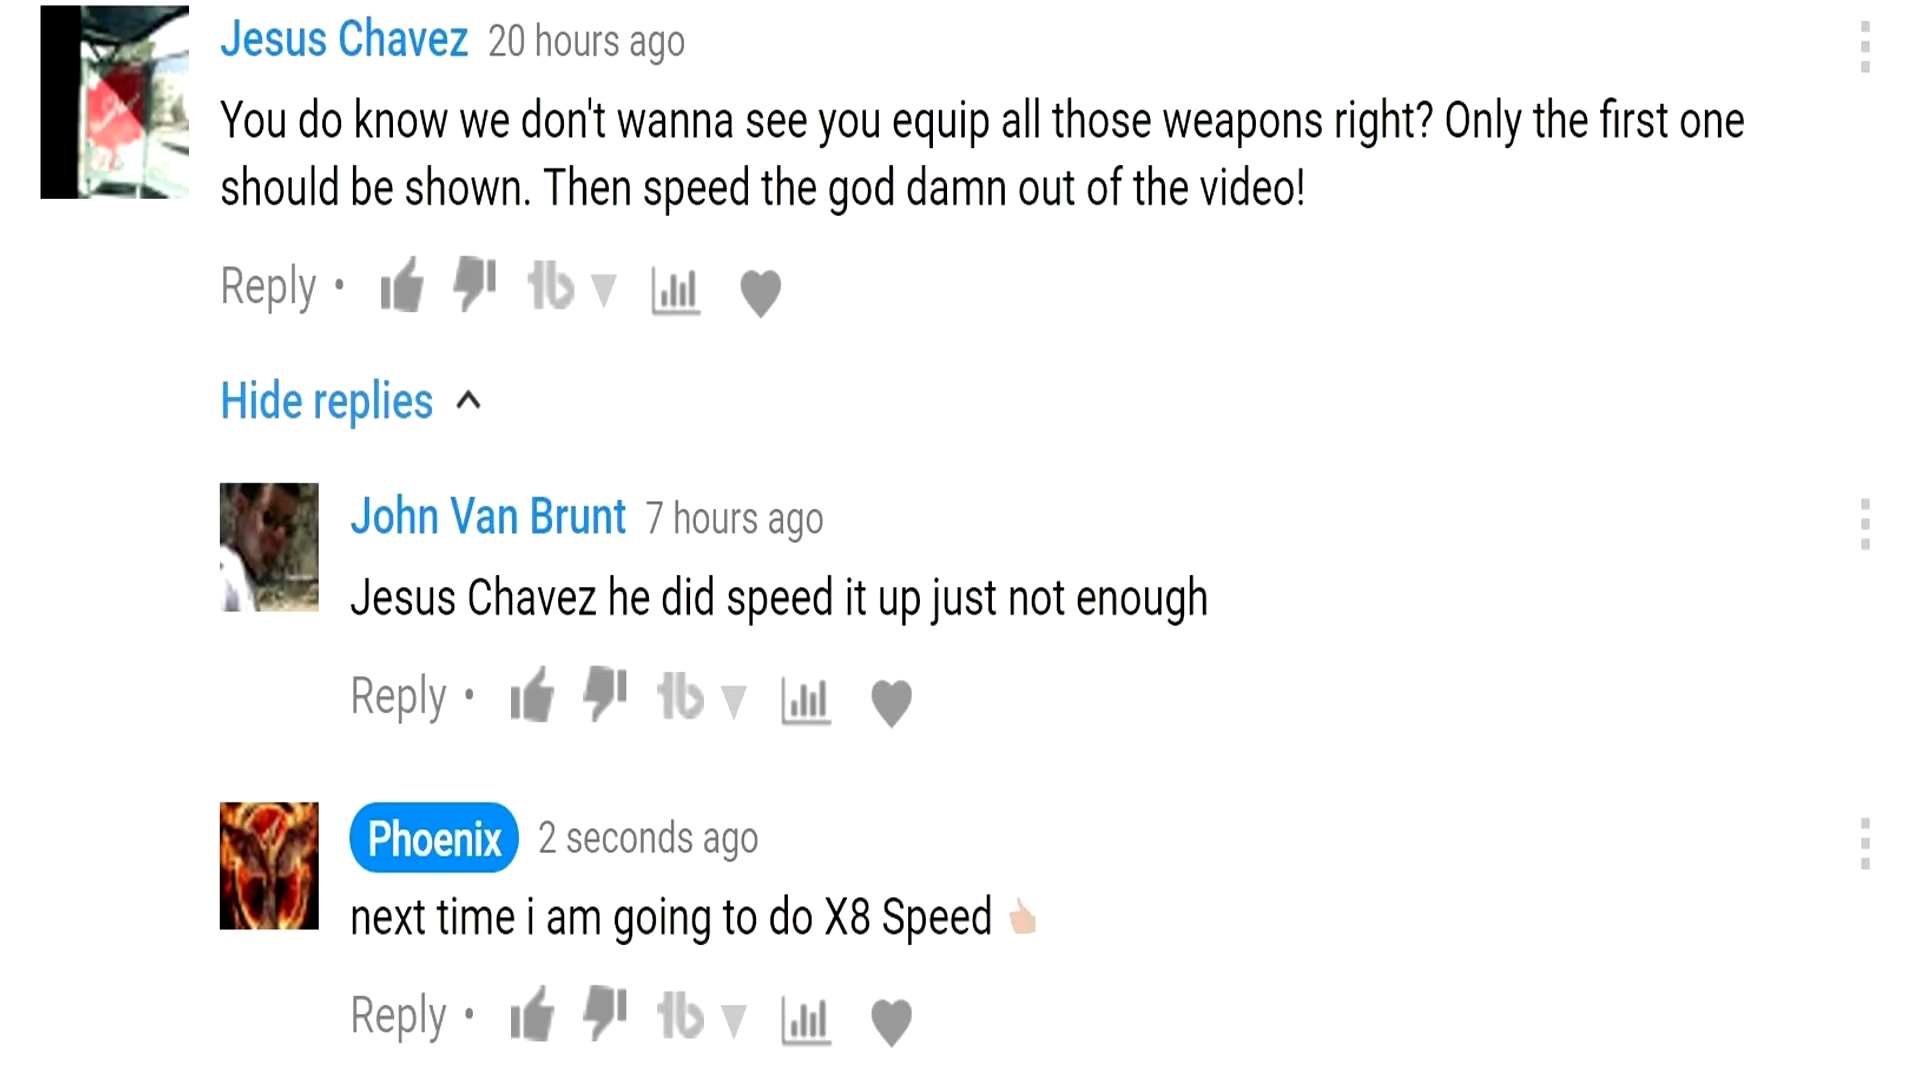 Jesus Chavez 20 hours ago
You do know we don't wanna see you equip all those weapons right? Only the first one
should be shown. Then speed the god damn out of the video!
Reply •
Hide replies
John Van Brunt 7 hours ago
Jesus Chavez he did speed it up just not enough
Reply •
Phoenix 2 seconds ago
next time i am going to do X8 Speed 👍🏻
Reply •